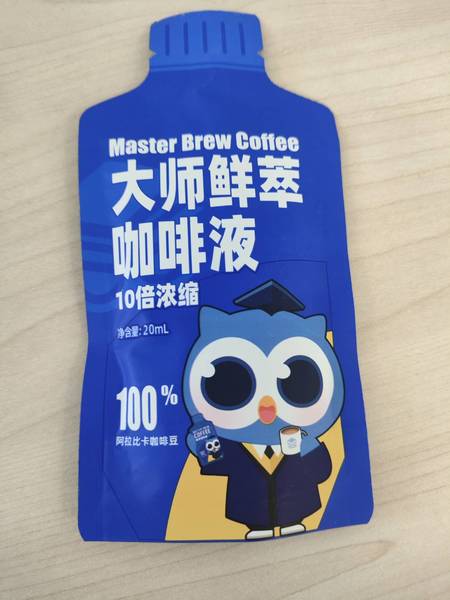 Master Brew Coffee
大师鲜萃
咖啡液
10倍浓缩
净含量: 20mL
100%
阿拉比卡咖啡豆
COFFEE